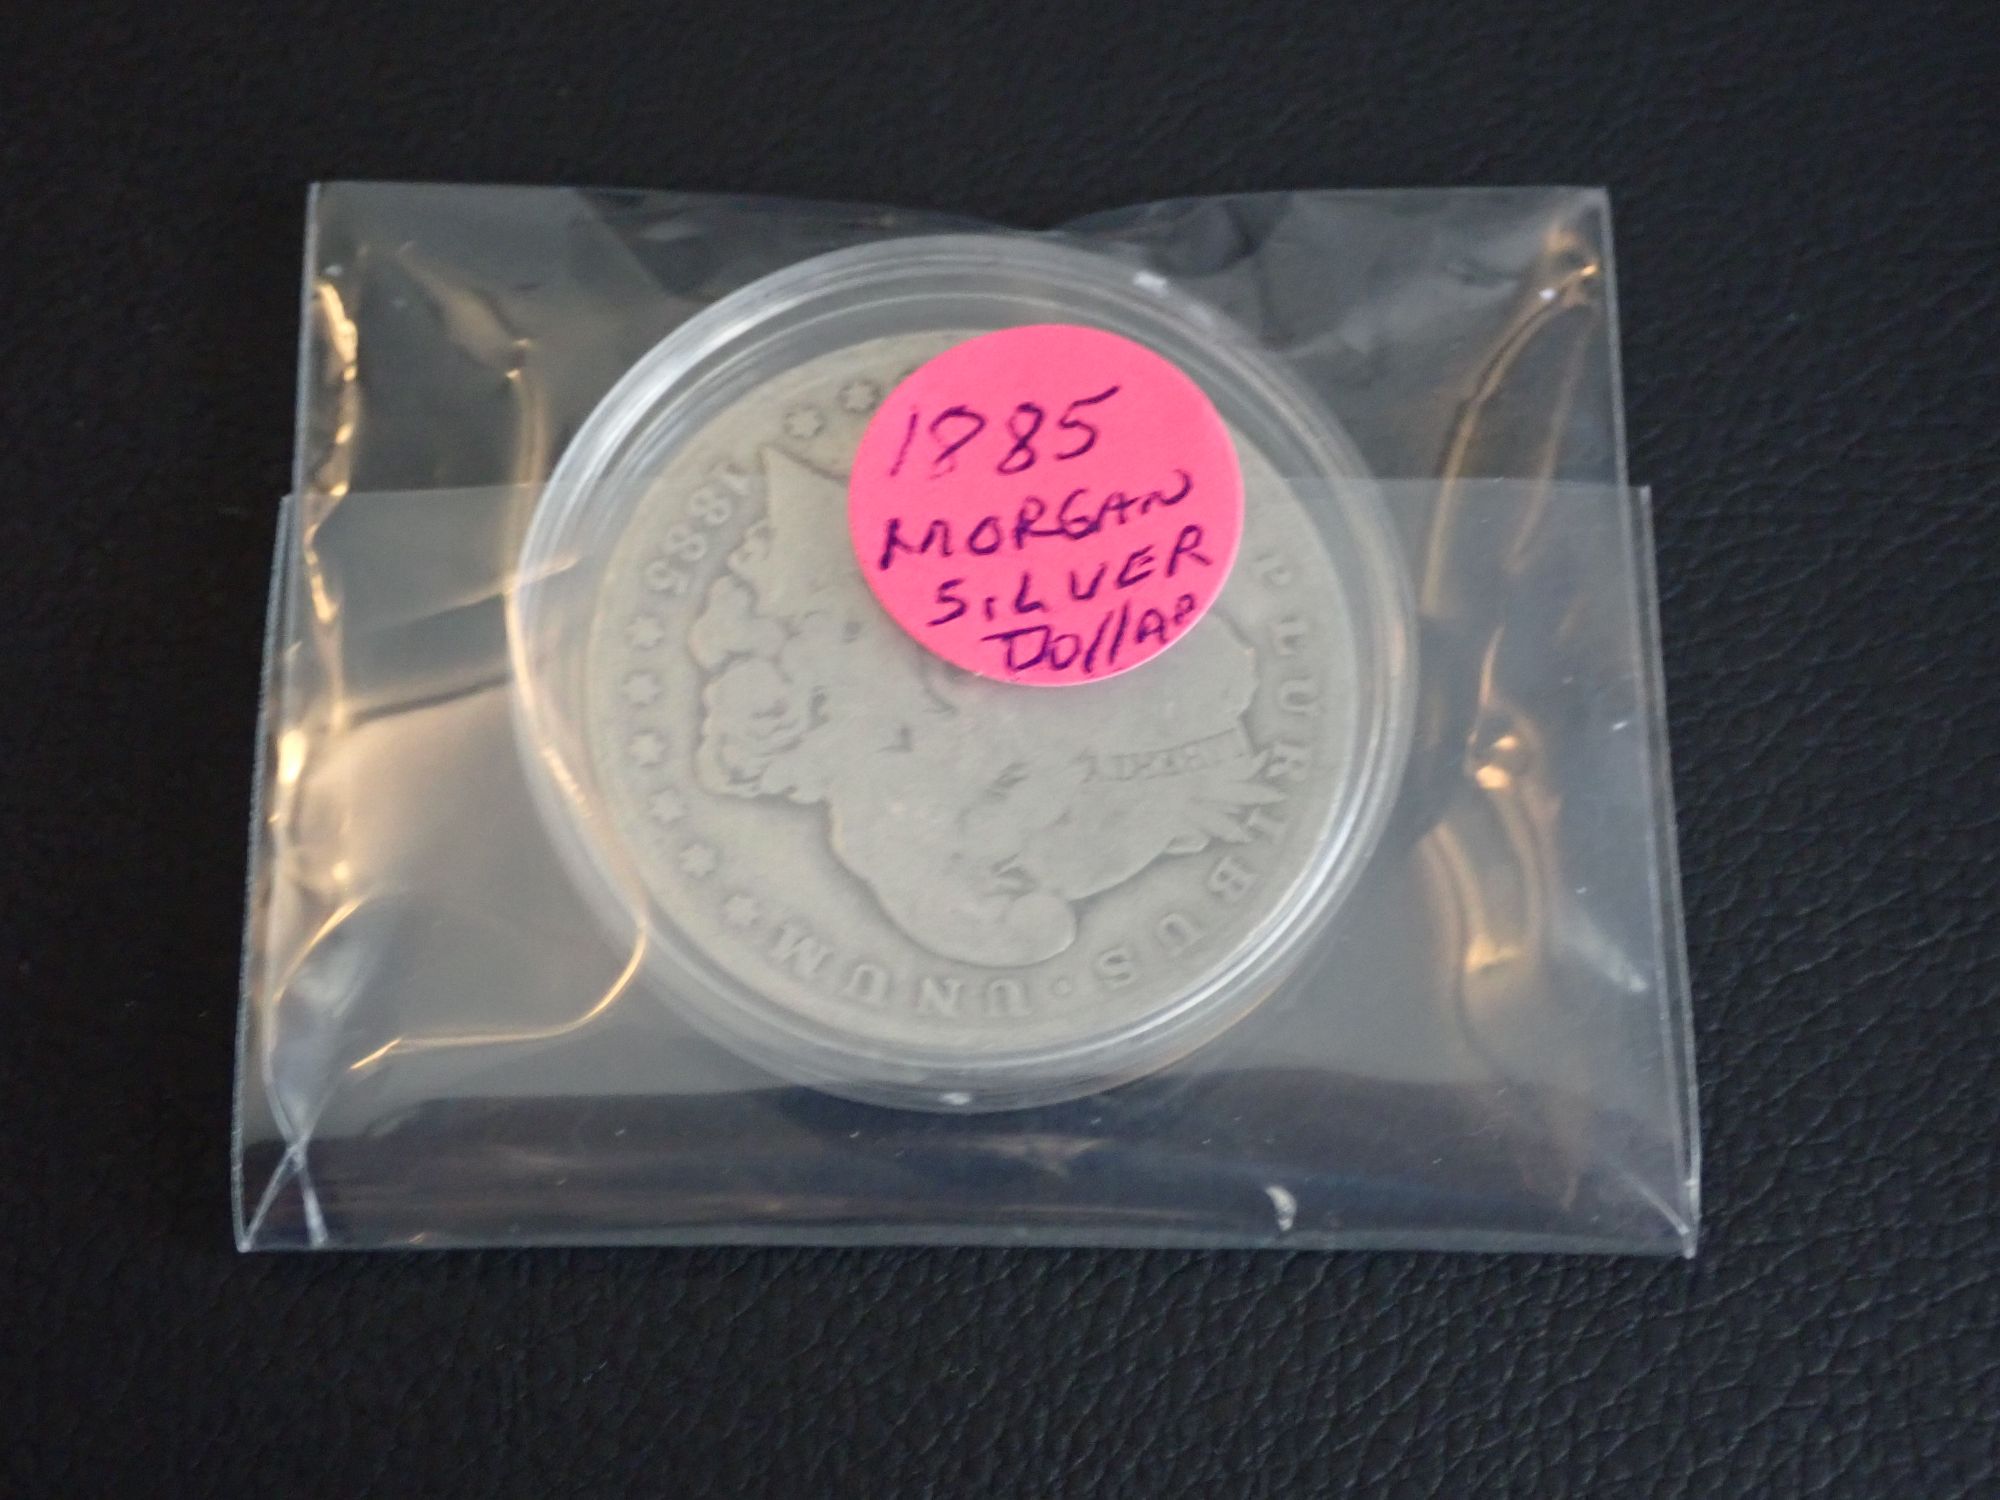 1885
MORGAN
SILVER
Dollar
1885
PLURIBUS · UNUM